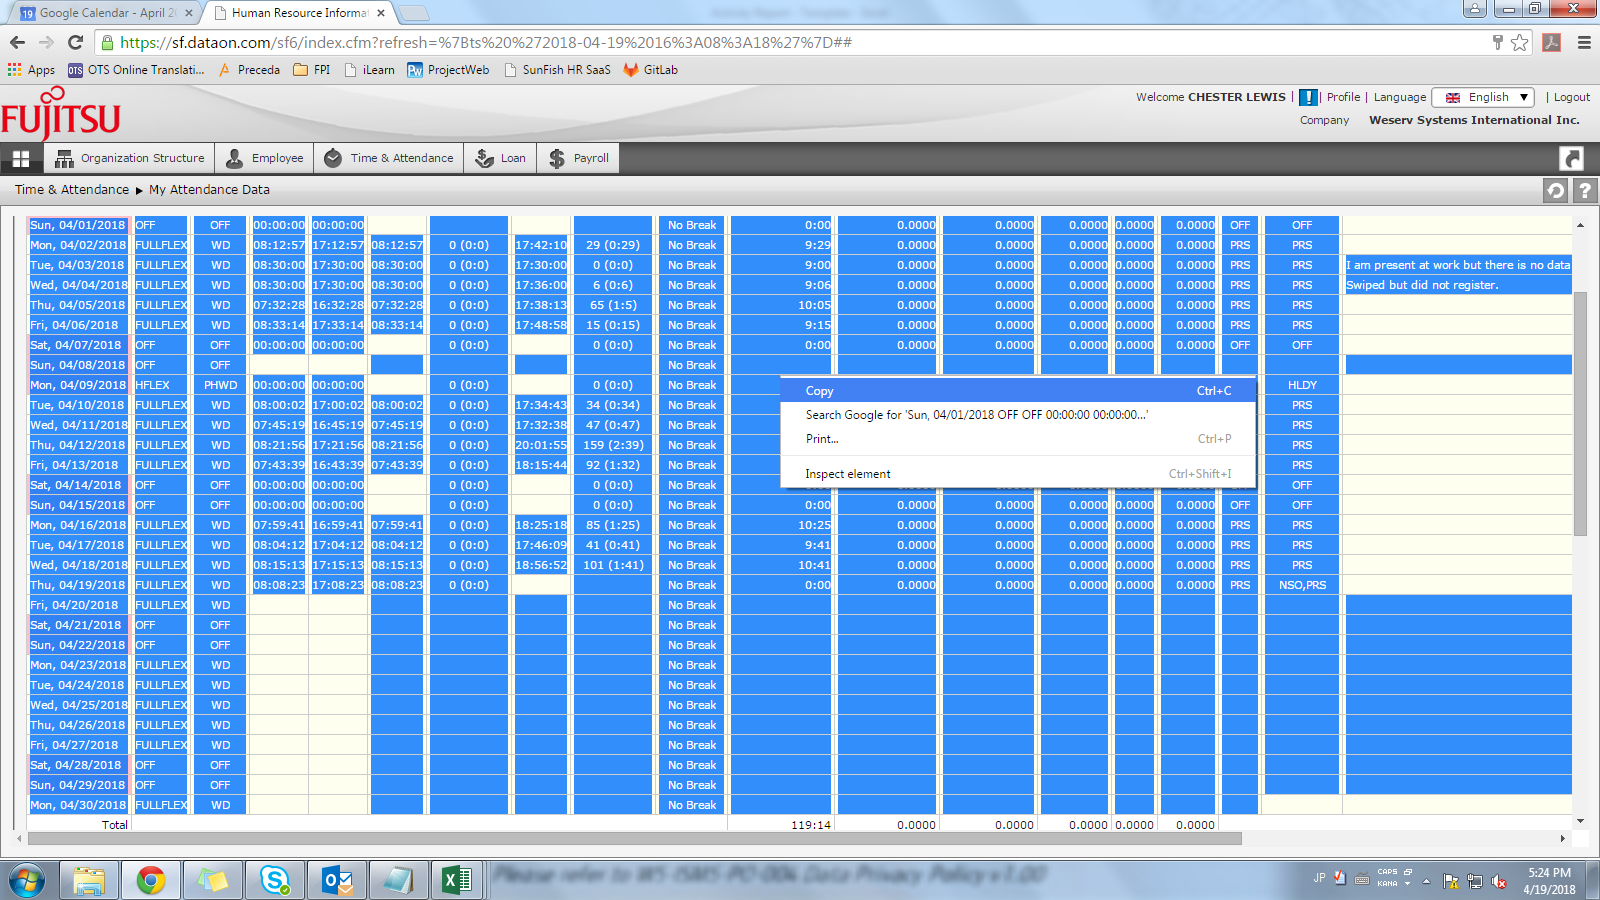 Google Calendar - April 20
Human Resource Informat
https://sf.dataon.com/sf6/index.cfm?refresh=%7Bts%20%272018-04-19%2016%3A08%3A18%27%7D##
Apps OTS Online Translati... Preceda FPI iLearn ProjectWeb SunFish HR SaaS GitLab
FUJITSU
Welcome CHESTER LEWIS | ! | Profile | Language English ▼ | Logout
Company Weserv Systems International Inc.
Organization Structure Employee Time & Attendance Loan Payroll
Time & Attendance ▶ My Attendance Data
Sun, 04/01/2018 OFF OFF 00:00:00 00:00:00 0 (0:0) 0 (0:0) No Break 0:00 0.0000 0.0000 0.0000 0.0000 0.0000 OFF OFF
Mon, 04/02/2018 FULLFLEX WD 08:12:57 17:12:57 08:12:57 0 (0:0) 17:42:10 29 (0:29) No Break 9:29 0.0000 0.0000 0.0000 0.0000 0.0000 PRS PRS
Tue, 04/03/2018 FULLFLEX WD 08:30:00 17:30:00 08:30:00 0 (0:0) 17:30:00 0 (0:0) No Break 9:00 0.0000 0.0000 0.0000 0.0000 0.0000 PRS PRS I am present at work but there is no data
Wed, 04/04/2018 FULLFLEX WD 08:30:00 17:30:00 08:30:00 0 (0:0) 17:36:00 6 (0:6) No Break 9:06 0.0000 0.0000 0.0000 0.0000 0.0000 PRS PRS Swiped but did not register.
Thu, 04/05/2018 FULLFLEX WD 07:32:28 16:32:28 07:32:28 0 (0:0) 17:38:13 65 (1:5) No Break 10:05 0.0000 0.0000 0.0000 0.0000 0.0000 PRS PRS
Fri, 04/06/2018 FULLFLEX WD 08:33:14 17:33:14 08:33:14 0 (0:0) 17:48:58 15 (0:15) No Break 9:15 0.0000 0.0000 0.0000 0.0000 0.0000 PRS PRS
Sat, 04/07/2018 OFF OFF 00:00:00 00:00:00 0 (0:0) 0 (0:0) No Break 0:00 0.0000 0.0000 0.0000 0.0000 0.0000 OFF OFF
Sun, 04/08/2018 OFF OFF No Break
Mon, 04/09/2018 HFLEX PHWD 00:00:00 00:00:00 0 (0:0) 0 (0:0) No Break HLDY
Tue, 04/10/2018 FULLFLEX WD 08:00:02 17:00:02 08:00:02 0 (0:0) 17:34:43 34 (0:34) No Break PRS
Wed, 04/11/2018 FULLFLEX WD 07:45:19 16:45:19 07:45:19 0 (0:0) 17:32:38 47 (0:47) No Break PRS
Thu, 04/12/2018 FULLFLEX WD 08:21:56 17:21:56 08:21:56 0 (0:0) 20:01:55 159 (2:39) No Break PRS
Fri, 04/13/2018 FULLFLEX WD 07:43:39 16:43:39 07:43:39 0 (0:0) 18:15:44 92 (1:32) No Break PRS
Sat, 04/14/2018 OFF OFF 00:00:00 00:00:00 0 (0:0) 0 (0:0) No Break OFF
Copy Ctrl+C
Search Google for 'Sun, 04/01/2018 OFF OFF 00:00:00 00:00:00...'
Print... Ctrl+P
Inspect element Ctrl+Shift+I
Sun, 04/15/2018 OFF OFF 00:00:00 00:00:00 0 (0:0) 0 (0:0) No Break 0:00 0.0000 0.0000 0.0000 0.0000 0.0000 OFF OFF
Mon, 04/16/2018 FULLFLEX WD 07:59:41 16:59:41 07:59:41 0 (0:0) 18:25:18 85 (1:25) No Break 10:25 0.0000 0.0000 0.0000 0.0000 0.0000 PRS PRS
Tue, 04/17/2018 FULLFLEX WD 08:04:12 17:04:12 08:04:12 0 (0:0) 17:46:09 41 (0:41) No Break 9:41 0.0000 0.0000 0.0000 0.0000 0.0000 PRS PRS
Wed, 04/18/2018 FULLFLEX WD 08:15:13 17:15:13 08:15:13 0 (0:0) 18:56:52 101 (1:41) No Break 10:41 0.0000 0.0000 0.0000 0.0000 0.0000 PRS PRS
Thu, 04/19/2018 FULLFLEX WD 08:08:23 17:08:23 08:08:23 0 (0:0) No Break 0:00 0.0000 0.0000 0.0000 0.0000 0.0000 PRS NSO,PRS
Fri, 04/20/2018 FULLFLEX WD No Break
Sat, 04/21/2018 OFF OFF No Break
Sun, 04/22/2018 OFF OFF No Break
Mon, 04/23/2018 FULLFLEX WD No Break
Tue, 04/24/2018 FULLFLEX WD No Break
Wed, 04/25/2018 FULLFLEX WD No Break
Thu, 04/26/2018 FULLFLEX WD No Break
Fri, 04/27/2018 FULLFLEX WD No Break
Sat, 04/28/2018 OFF OFF No Break
Sun, 04/29/2018 OFF OFF No Break
Mon, 04/30/2018 FULLFLEX WD No Break
Total 119:14 0.0000 0.0000 0.0000 0.0000 0.0000
Please refer to WS-ISMS-PO-004 Data Privacy Policy v1.00
JP CAPS KANA 5:24 PM
4/19/2018